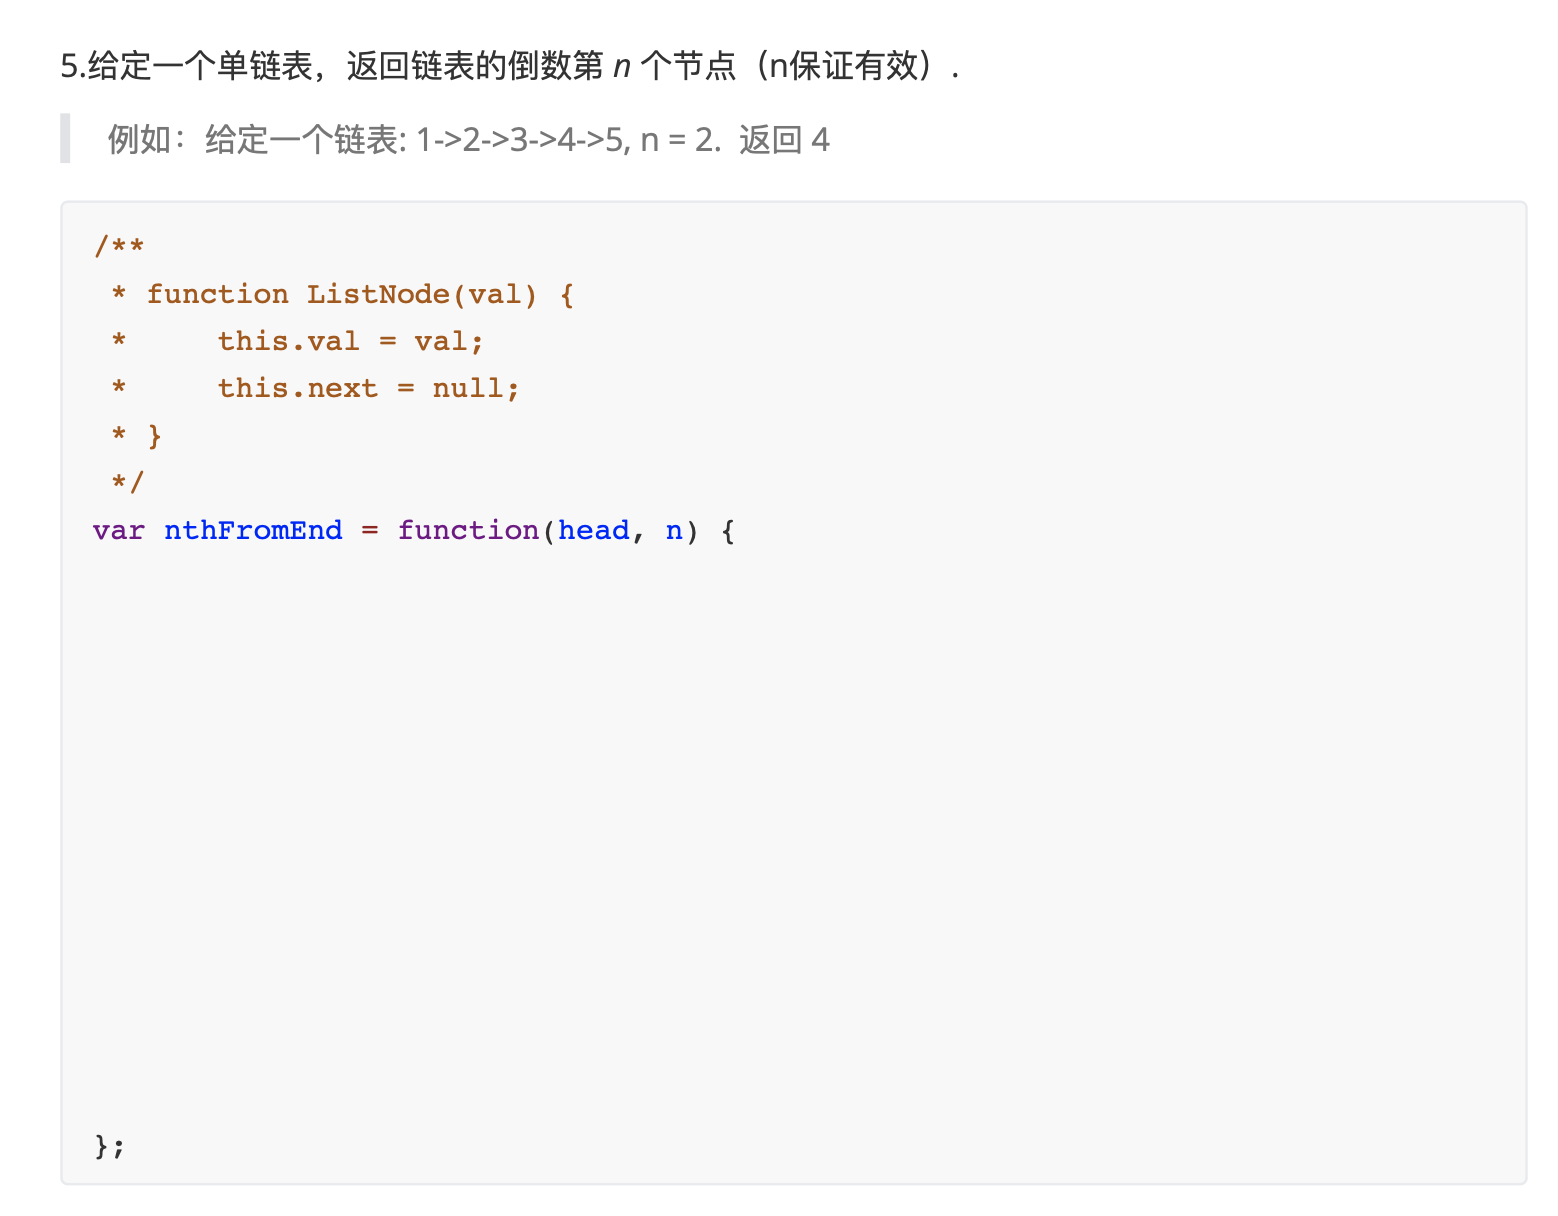 5.给定一个单链表，返回链表的倒数第 n 个节点（n保证有效）.
例如：给定一个链表: 1->2->3->4->5, n = 2.  返回 4
/**
 * function ListNode(val) {
 *     this.val = val;
 *     this.next = null;
 * }
 */
var nthFromEnd = function(head, n) {
};